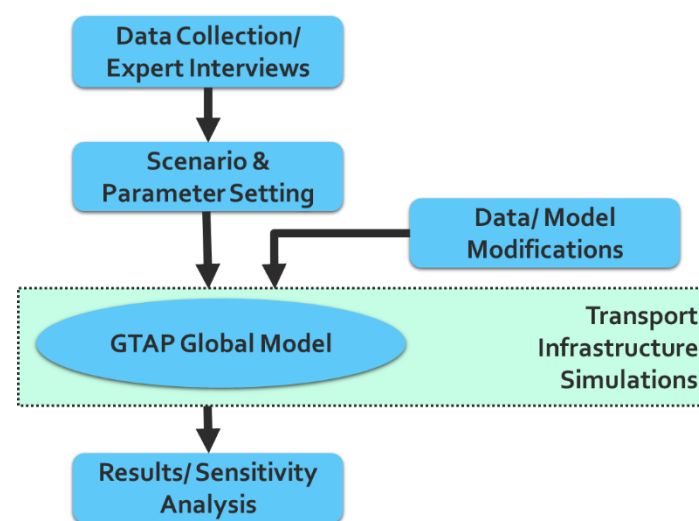 Data Collection/
Expert Interviews
Scenario &
Parameter Setting
Data/ Model
Modifications
GTAP Global Model
Transport
Infrastructure
Simulations
Results/ Sensitivity
Analysis